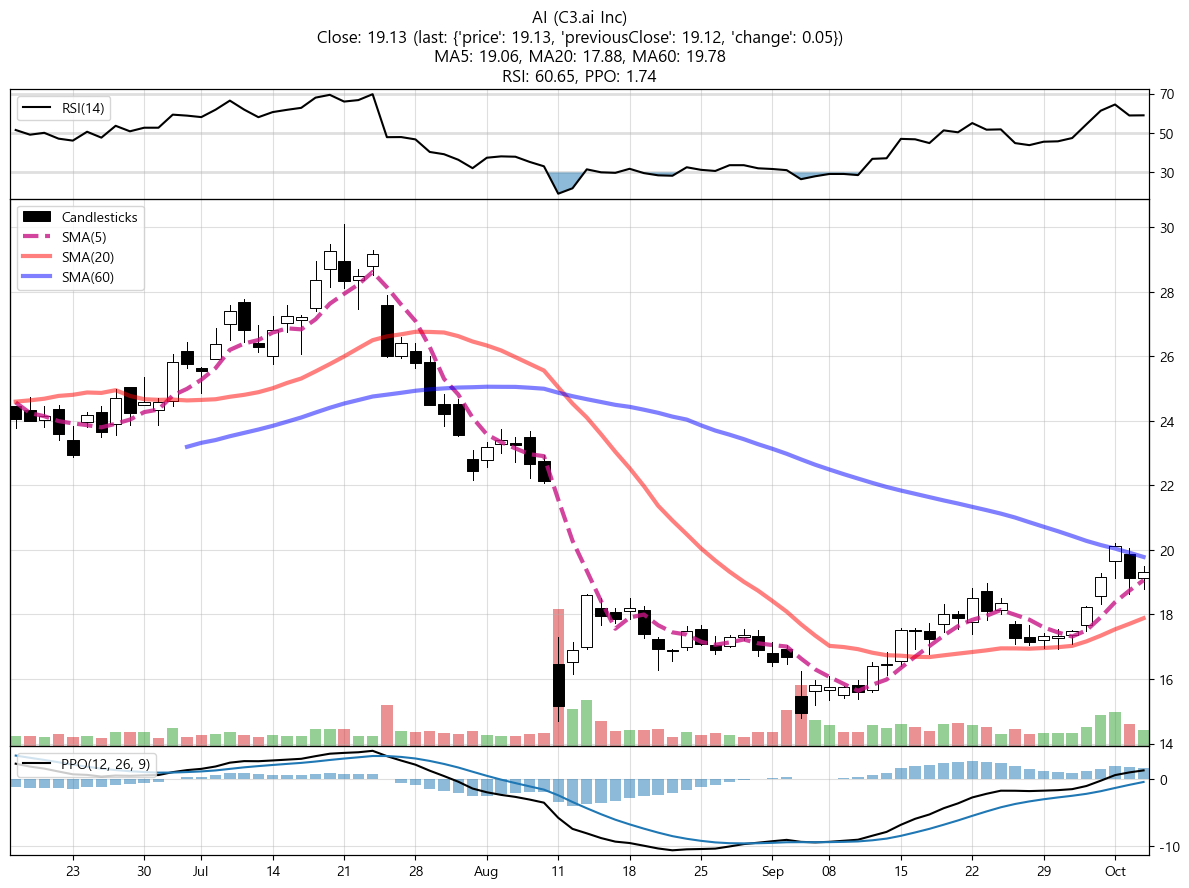 AI (C3.ai Inc)
Close: 19.13 (last: {'price': 19.13, 'previousClose': 19.12, 'change': 0.05})
MA5: 19.06, MA20: 17.88, MA60: 19.78
RSI: 60.65, PPO: 1.74
RSI(14)
70
50
30
Candlesticks
SMA(5)
SMA(20)
SMA(60)
30
28
26
24
22
20
18
16
14
PPO(12, 26, 9)
0
-10
23 30 Jul 14 21 28 Aug 11 18 25 Sep 08 15 22 29 Oct